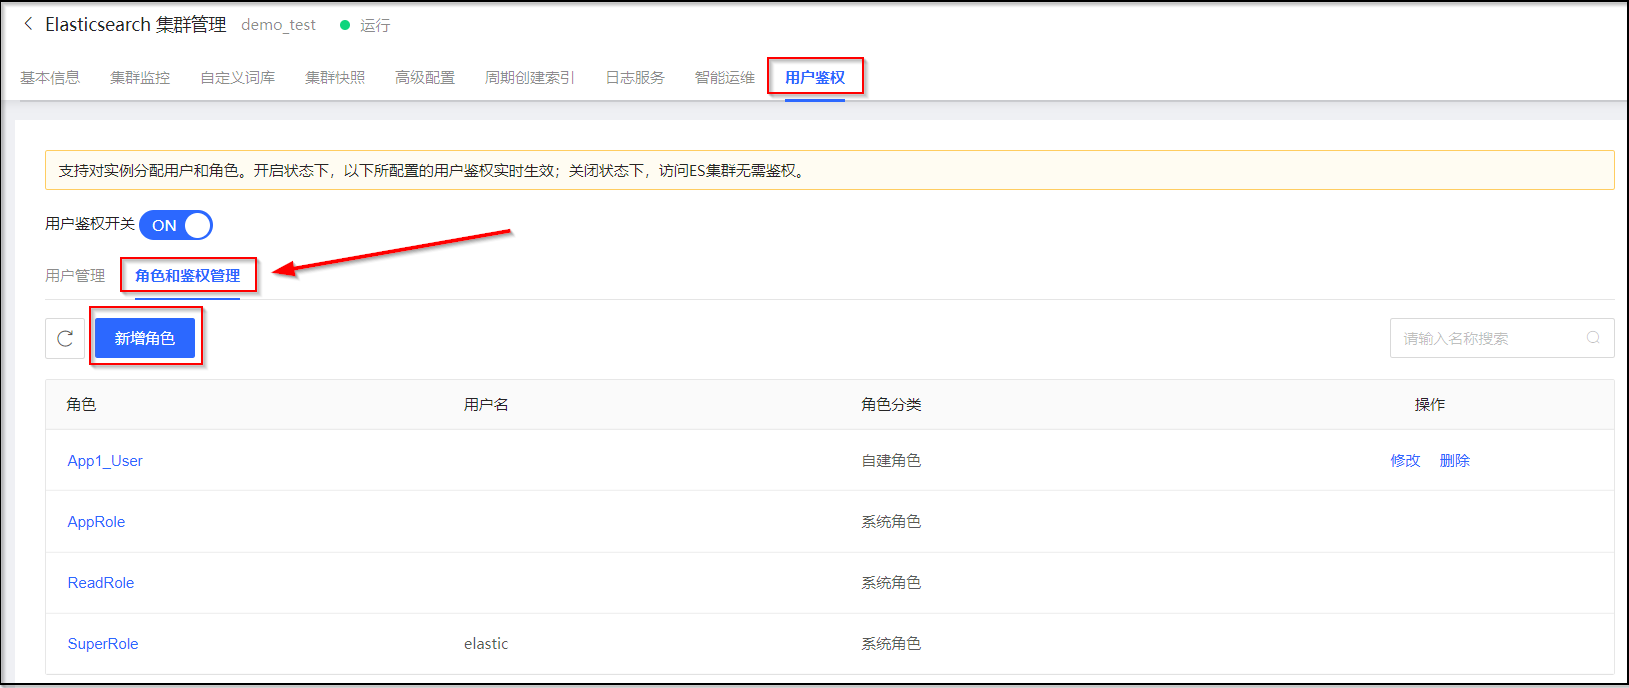 Elasticsearch 集群管理 demo_test 运行
基本信息 集群监控 自定义词库 集群快照 高级配置 周期创建索引 日志服务 智能运维 用户鉴权
支持对实例分配用户和角色。开启状态下，以下所配置的用户鉴权实时生效；关闭状态下，访问ES集群无需鉴权。
用户鉴权开关 ON
用户管理 角色和鉴权管理
新增角色 请输入名称搜索
角色 用户名 角色分类 操作
App1_User 自建角色 修改 删除
AppRole 系统角色
ReadRole 系统角色
SuperRole elastic 系统角色